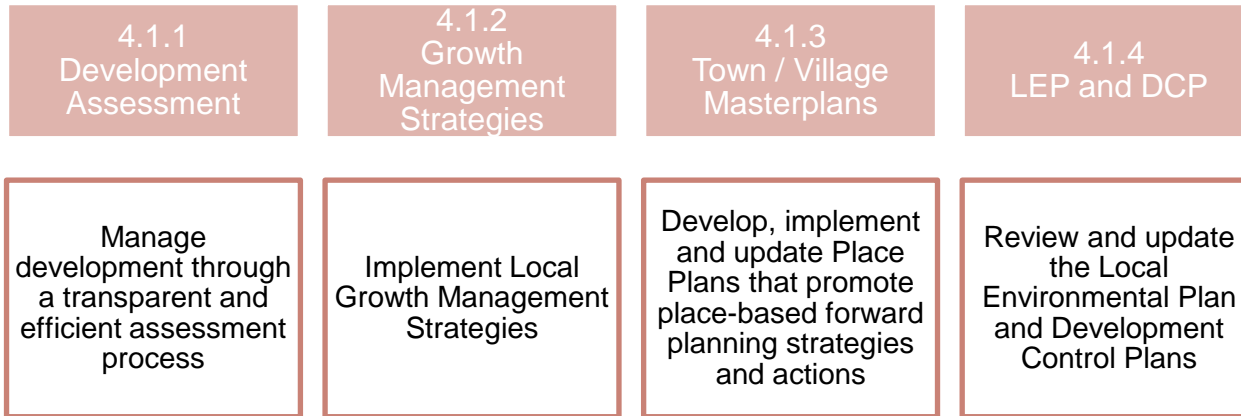 4.1.1
Development
Assessment
4.1.2
Growth
Management
Strategies
4.1.3
Town / Village
Masterplans
4.1.4
LEP and DCP
Manage
development through
a transparent and
efficient assessment
process
Implement Local
Growth Management
Strategies
Develop, implement
and update Place
Plans that promote
place-based forward
planning strategies
and actions
Review and update
the Local
Environmental Plan
and Development
Control Plans